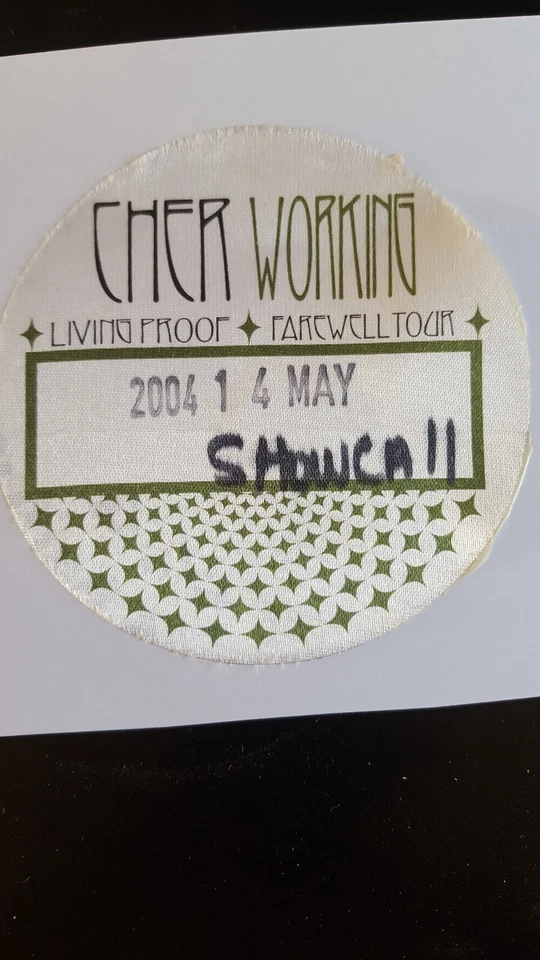 CHER WORKING
LIVING PROOF FAREWELL TOUR
2004 1 4 MAY
SHOWCAll